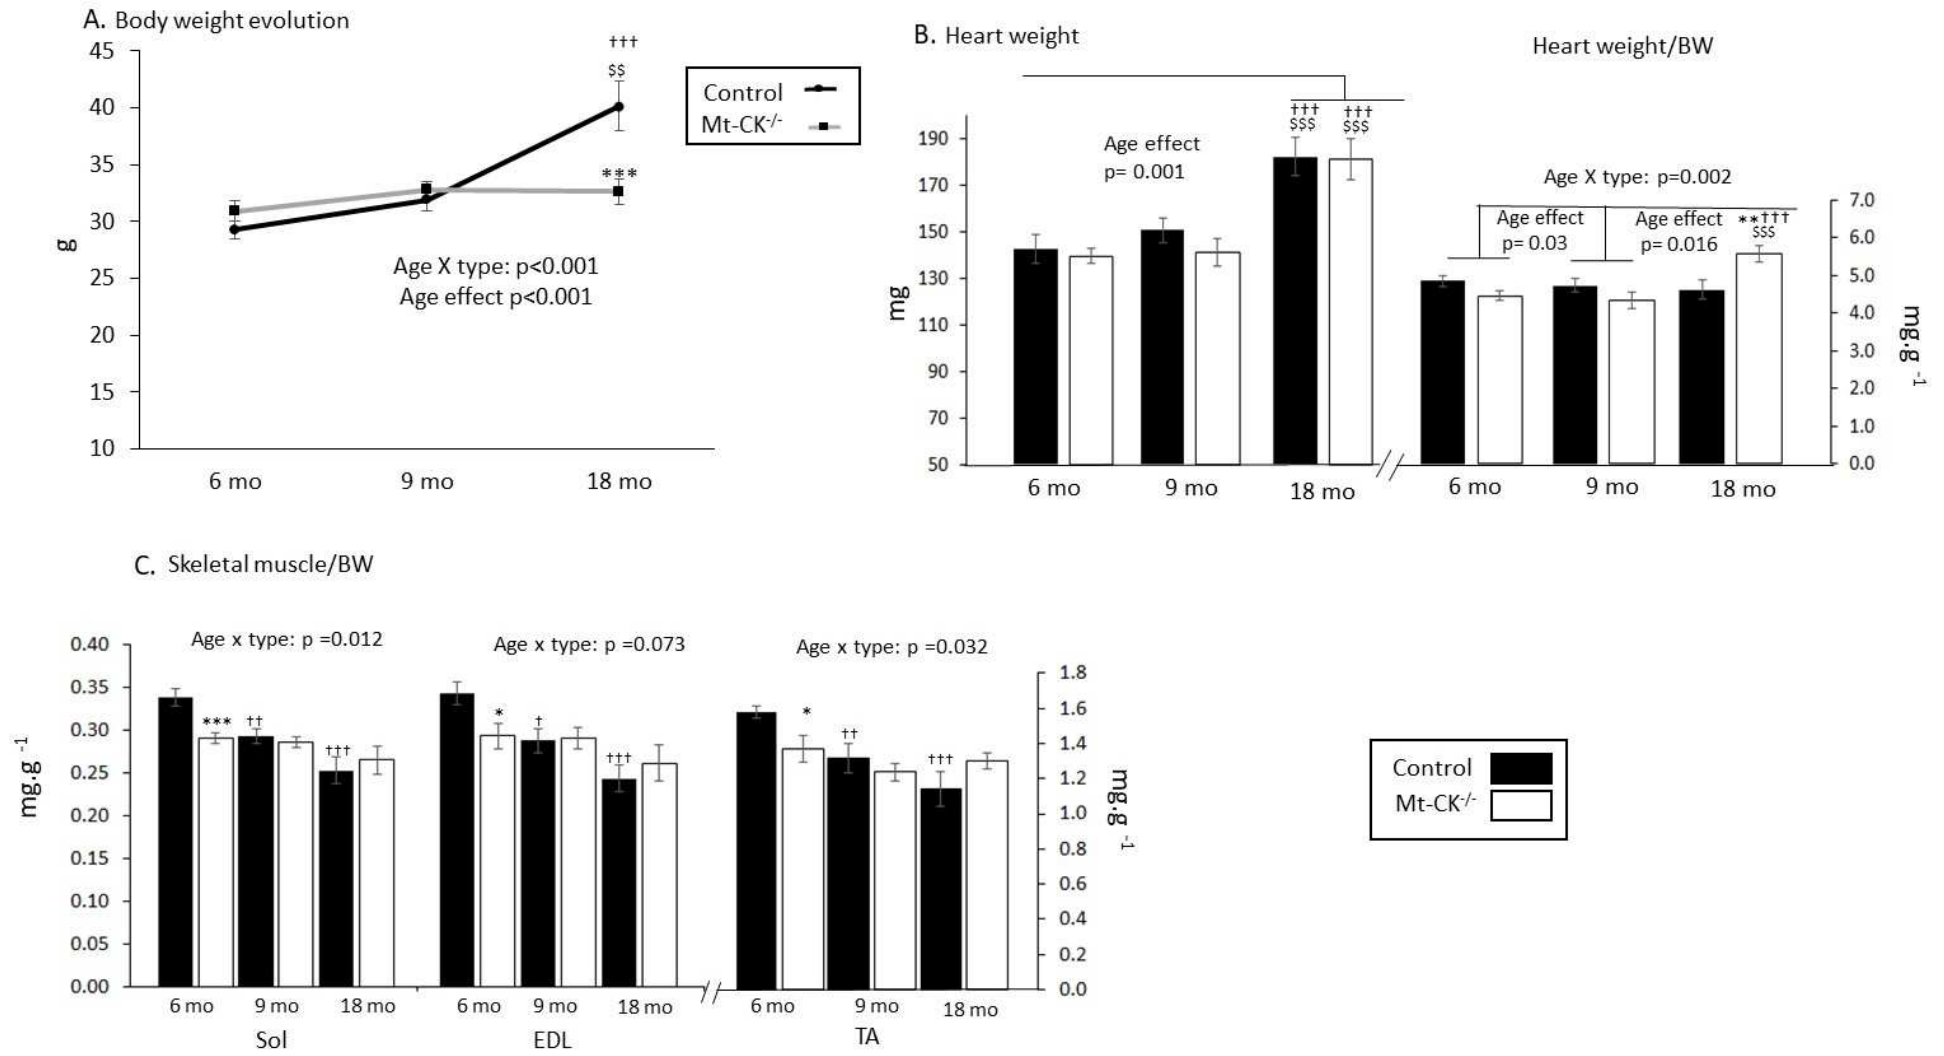 A. Body weight evolution
45
40
35
30
25
20
15
10
g
†††
$$
***
Age X type: p<0.001
Age effect p<0.001
6 mo
9 mo
18 mo
Control
Mt-CK-/-
B. Heart weight
Heart weight/BW
190
170
150
130
110
90
70
50
mg
Age effect
p= 0.001
††† †††
$$$ $$$
6 mo
9 mo
18 mo
Age X type: p=0.002
Age effect
p= 0.03
Age effect
p= 0.016
**†††
$$$
6 mo
9 mo
18 mo
7.0
6.0
5.0
4.0
3.0
2.0
1.0
0.0
mg.g -1
C. Skeletal muscle/BW
0.40
0.35
0.30
0.25
0.20
0.15
0.10
0.05
0.00
mg.g -1
Age x type: p =0.012
*** ††
†††
6 mo
9 mo
18 mo
Sol
Age x type: p =0.073
* †
†††
6 mo
9 mo
18 mo
EDL
Age x type: p =0.032
*
††
†††
6 mo
9 mo
18 mo
TA
1.8
1.6
1.4
1.2
1.0
0.8
0.6
0.4
0.2
0.0
mg.g -1
Control
Mt-CK-/-